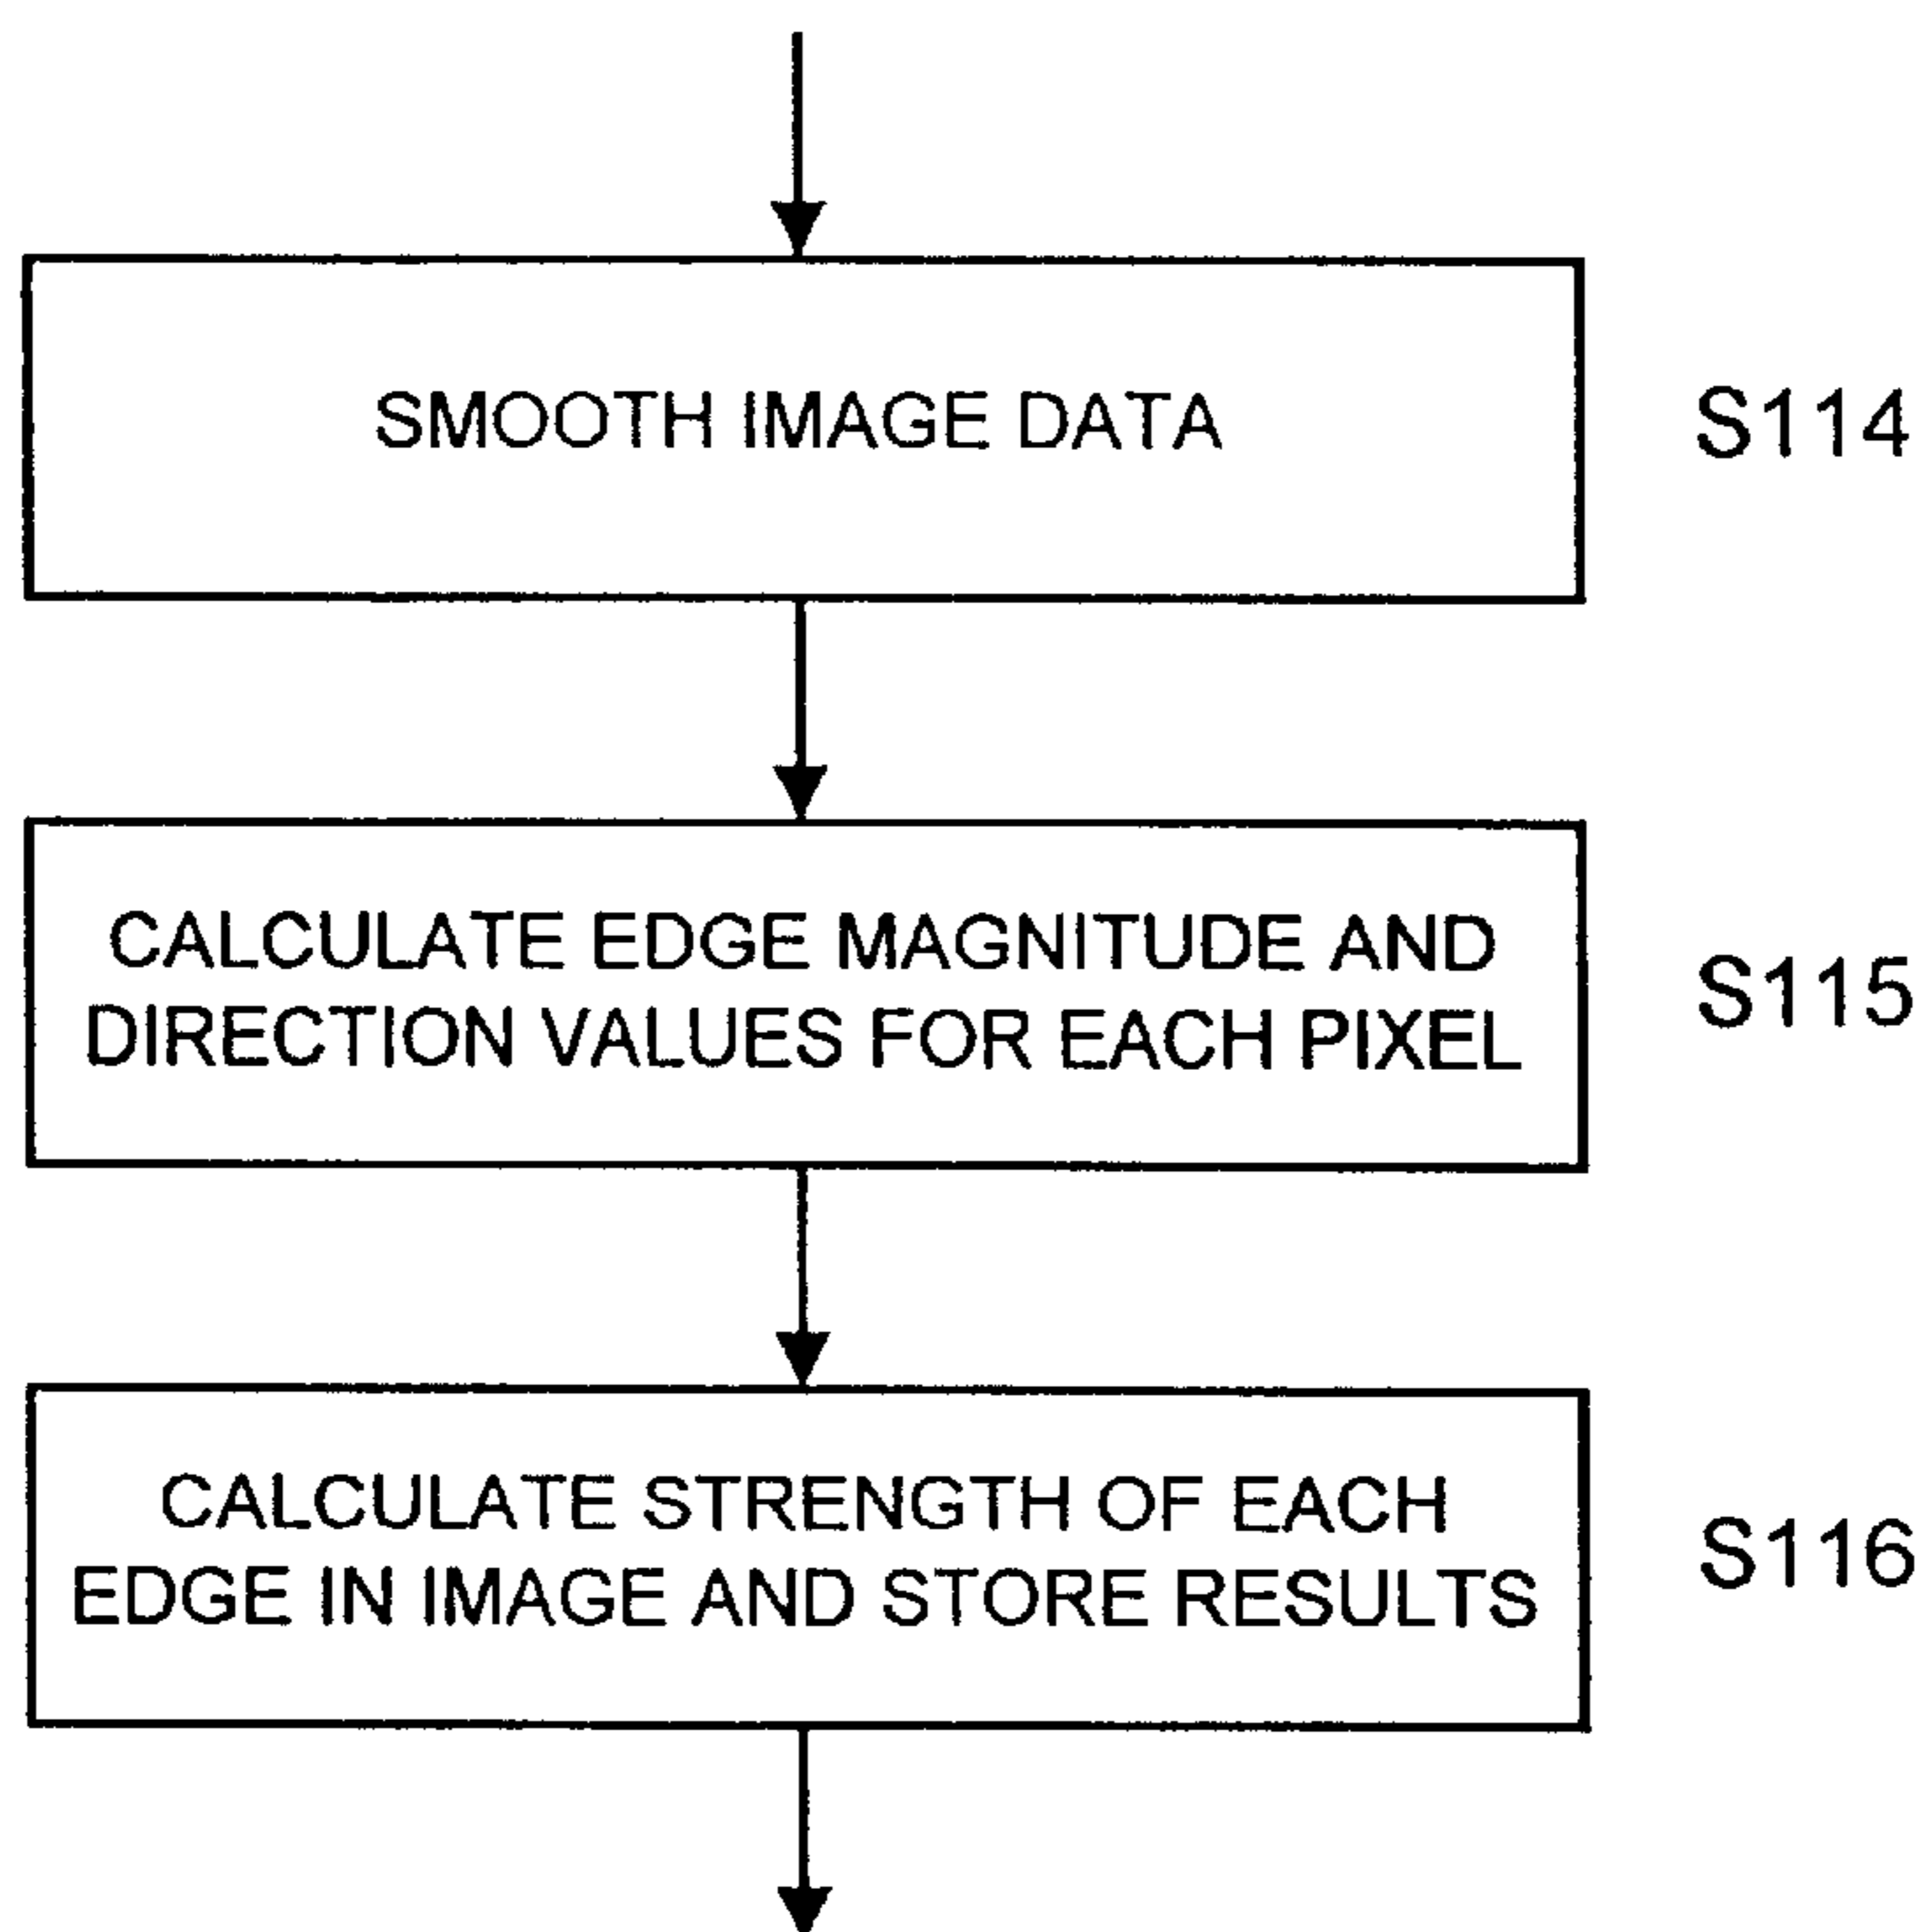 SMOOTH IMAGE DATA
S114
CALCULATE EDGE MAGNITUDE AND
DIRECTION VALUES FOR EACH PIXEL
S115
CALCULATE STRENGTH OF EACH
EDGE IN IMAGE AND STORE RESULTS
S116